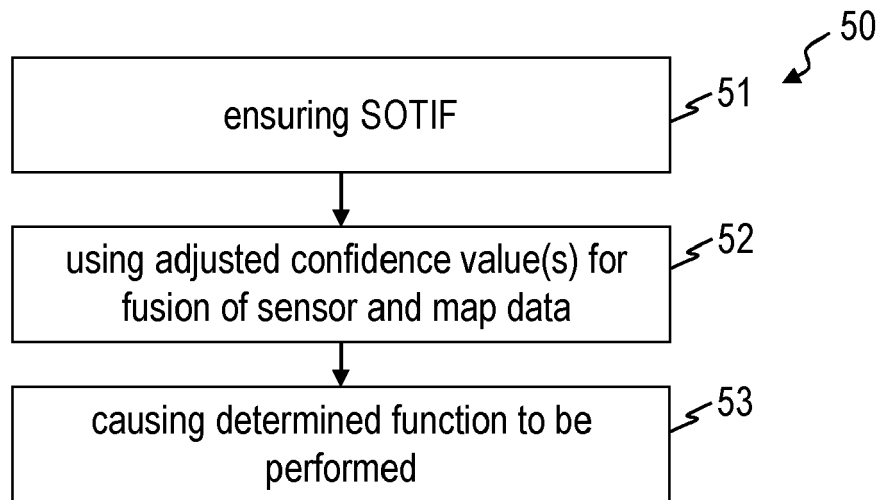 50
ensuring SOTIF
51
using adjusted confidence value(s) for
fusion of sensor and map data
52
causing determined function to be
performed
53